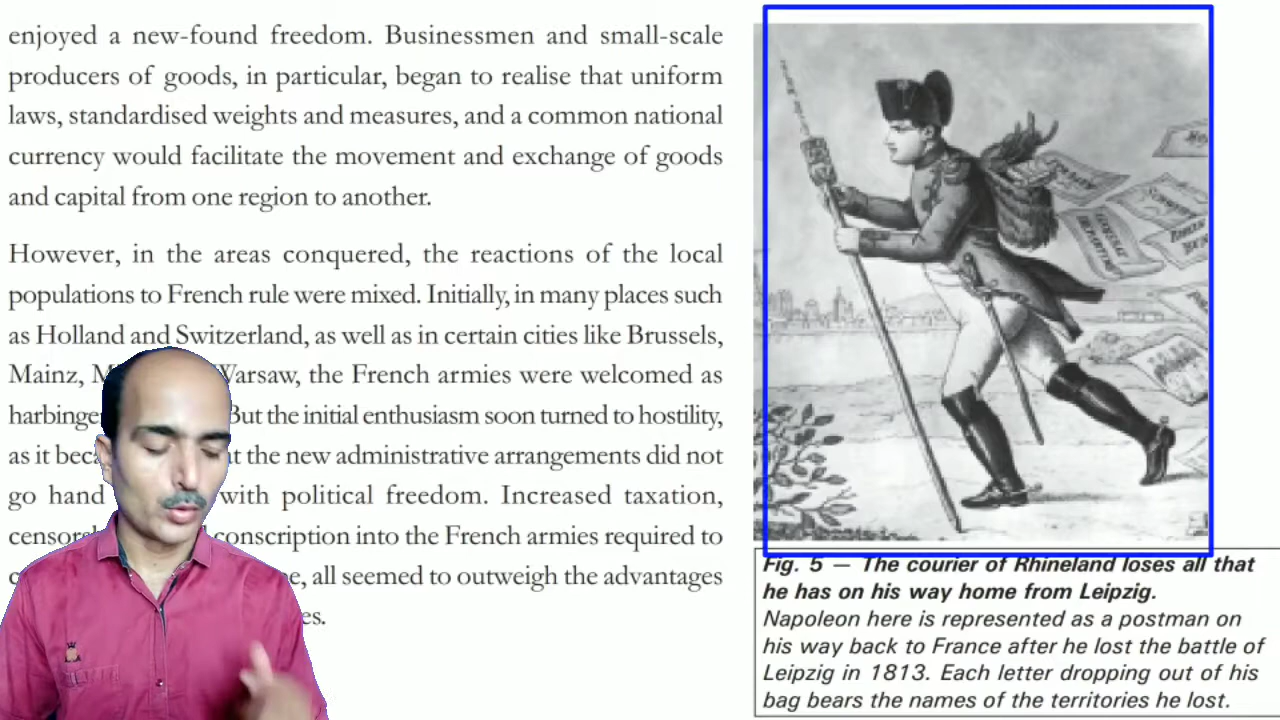 enjoyed a new-found freedom. Businessmen and small-scale
producers of goods, in particular, began to realise that uniform
laws, standardised weights and measures, and a common national
currency would facilitate the movement and exchange of goods
and capital from one region to another.
However, in the areas conquered, the reactions of the local
populations to French rule were mixed. Initially, in many places such
as Holland and Switzerland, as well as in certain cities like Brussels,
Mainz, Warsaw, the French armies were welcomed as
But the initial enthusiasm soon turned to hostility,
as it the new administrative arrangements did not
go hand with political freedom. Increased taxation,
conscription into the French armies required to
all seemed to outweigh the advantages
Fig. 5 — The courier of Rhineland loses all that
he has on his way home from Leipzig.
Napoleon here is represented as a postman on
his way back to France after he lost the battle of
Leipzig in 1813. Each letter dropping out of his
bag bears the names of the territories he lost.